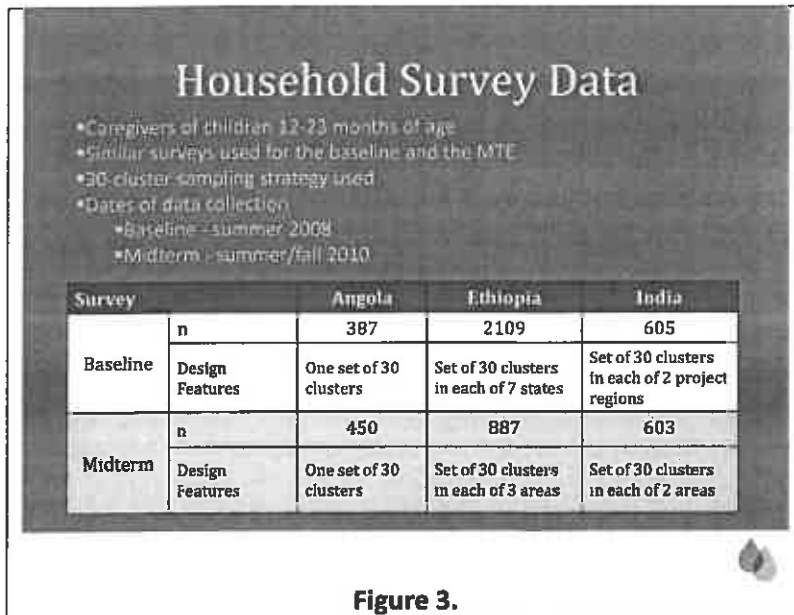 Household Survey Data
▪Caregivers of children 12-23 months of age
▪Similar surveys used for the baseline and the MTE
▪30 cluster sampling strategy used
▪Dates of data collection
▪Baseline - summer 2008
▪Midterm - summer/fall 2010
Survey Angola Ethiopia India
Baseline
n 387 2109 605
Design Features
One set of 30 clusters
Set of 30 clusters in each of 7 states
Set of 30 clusters in each of 2 project regions
Midterm
n 450 887 603
Design Features
One set of 30 clusters
Set of 30 clusters in each of 3 areas
Set of 30 clusters in each of 2 areas
Figure 3.